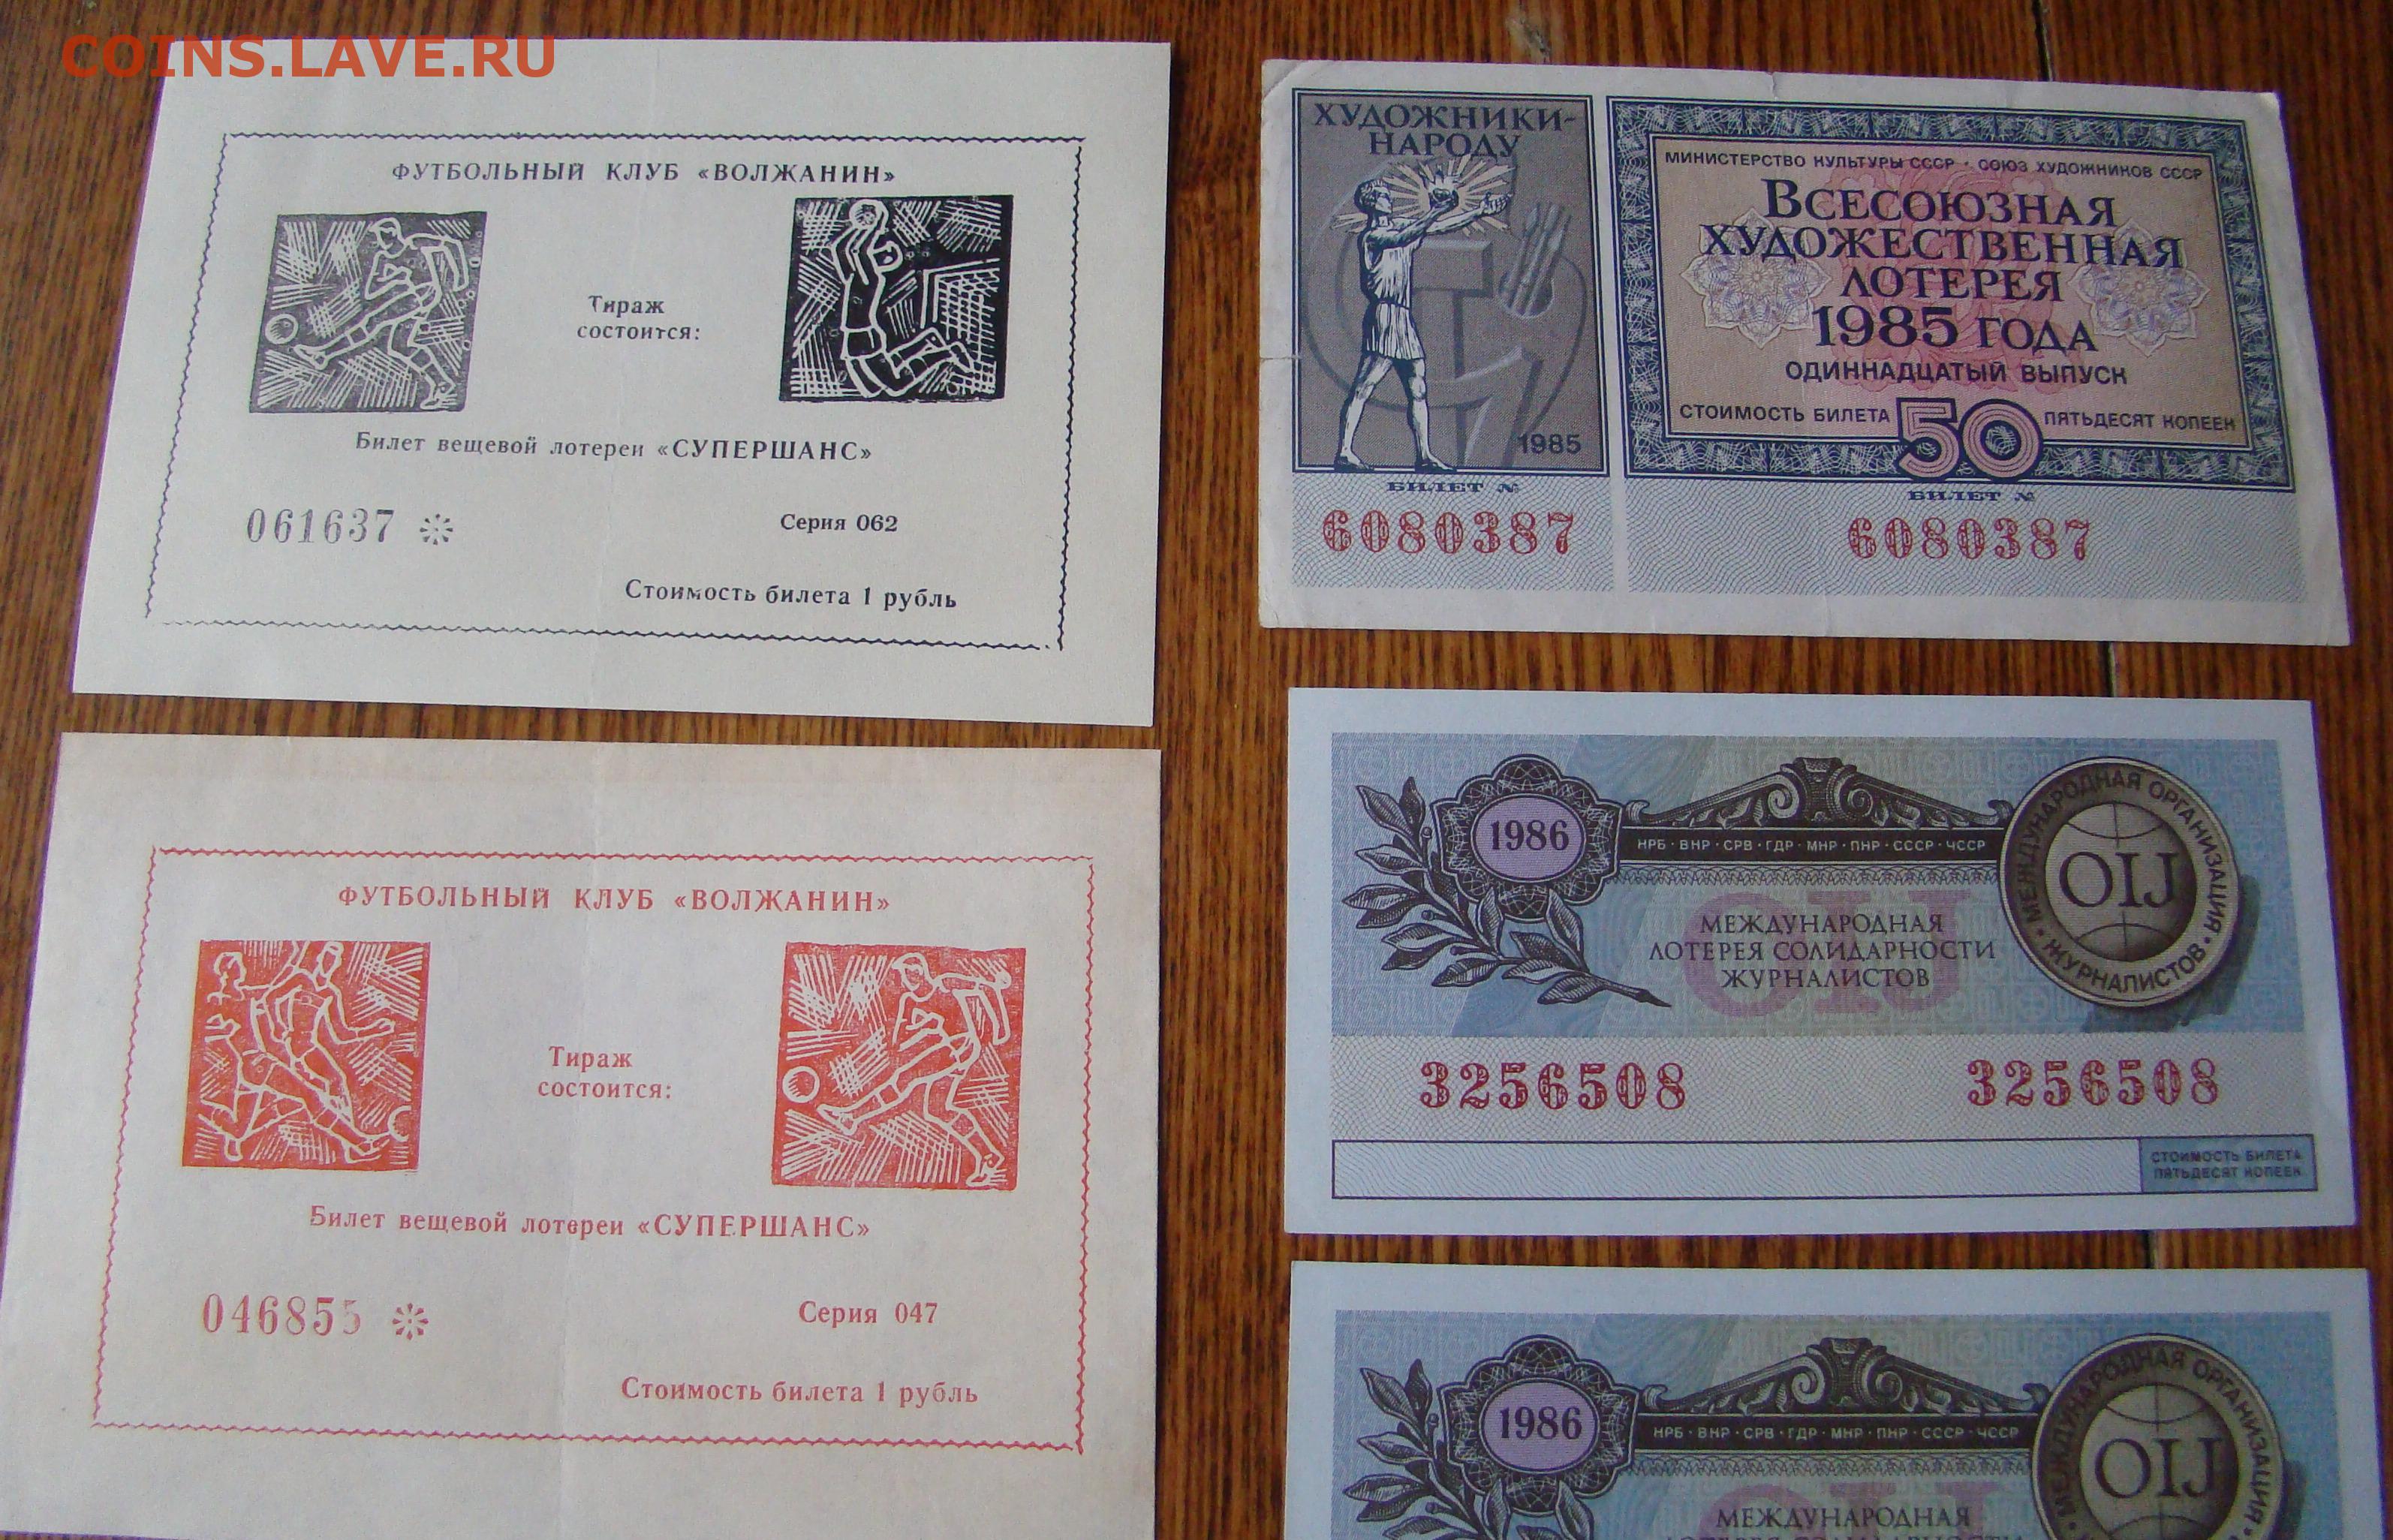 COINS.LAVE.RU
ФУТБОЛЬНЫЙ КЛУБ «ВОЛЖАНИН»
Тираж
состоится:
Билет вещевой лотереи «СУПЕРШАНС»
061637
Серия 062
Стоимость билета 1 рубль
ФУТБОЛЬНЫЙ КЛУБ «ВОЛЖАНИН»
Тираж
состоится:
Билет вещевой лотереи «СУПЕРШАНС»
046855
Серия 047
Стоимость билета 1 рубль
ХУДОЖНИКИ-
НАРОДУ
1985
БИЛЕТ №
6080387
МИНИСТЕРСТВО КУЛЬТУРЫ СССР · СОЮЗ ХУДОЖНИКОВ СССР
ВСЕСОЮЗНАЯ
ХУДОЖЕСТВЕННАЯ
ЛОТЕРЕЯ
1985 ГОДА
ОДИННАДЦАТЫЙ ВЫПУСК
СТОИМОСТЬ БИЛЕТА 50 ПЯТЬДЕСЯТ КОПЕЕК
БИЛЕТ №
6080387
1986
НРБ · ВНР · СРВ · ГДР · МНР · ПНР · СССР · ЧССР
МЕЖДУНАРОДНАЯ ОРГАНИЗАЦИЯ · ЖУРНАЛИСТОВ ·
OIJ
OIJ
МЕЖДУНАРОДНАЯ
ЛОТЕРЕЯ СОЛИДАРНОСТИ
ЖУРНАЛИСТОВ
3256508 3256508
СТОИМОСТЬ БИЛЕТА
ПЯТЬДЕСЯТ КОПЕЕК
1986
НРБ · ВНР · СРВ · ГДР · МНР · ПНР · СССР · ЧССР
МЕЖДУНАРОДНАЯ ОРГАНИЗАЦИЯ
OIJ
МЕЖДУНАРОДНАЯ
ЛОТЕРЕЯ СОЛИДАРНОСТИ